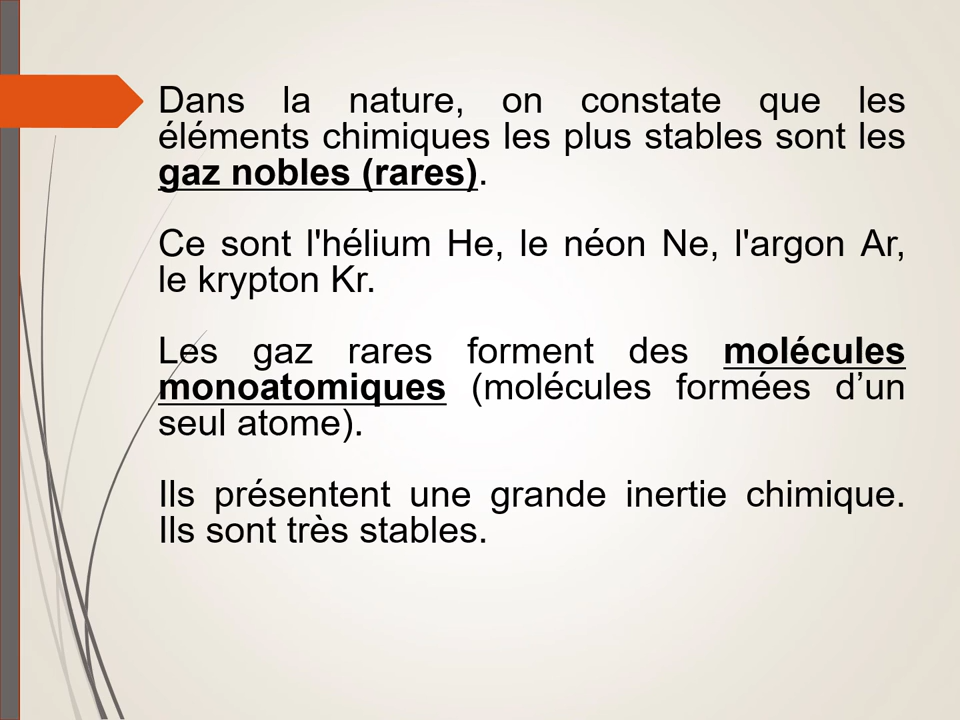 Dans la nature, on constate que les
éléments chimiques les plus stables sont les
gaz nobles (rares).
Ce sont l'hélium He, le néon Ne, l'argon Ar,
le krypton Kr.
Les gaz rares forment des molécules
monoatomiques (molécules formées d’un
seul atome).
Ils présentent une grande inertie chimique.
Ils sont très stables.